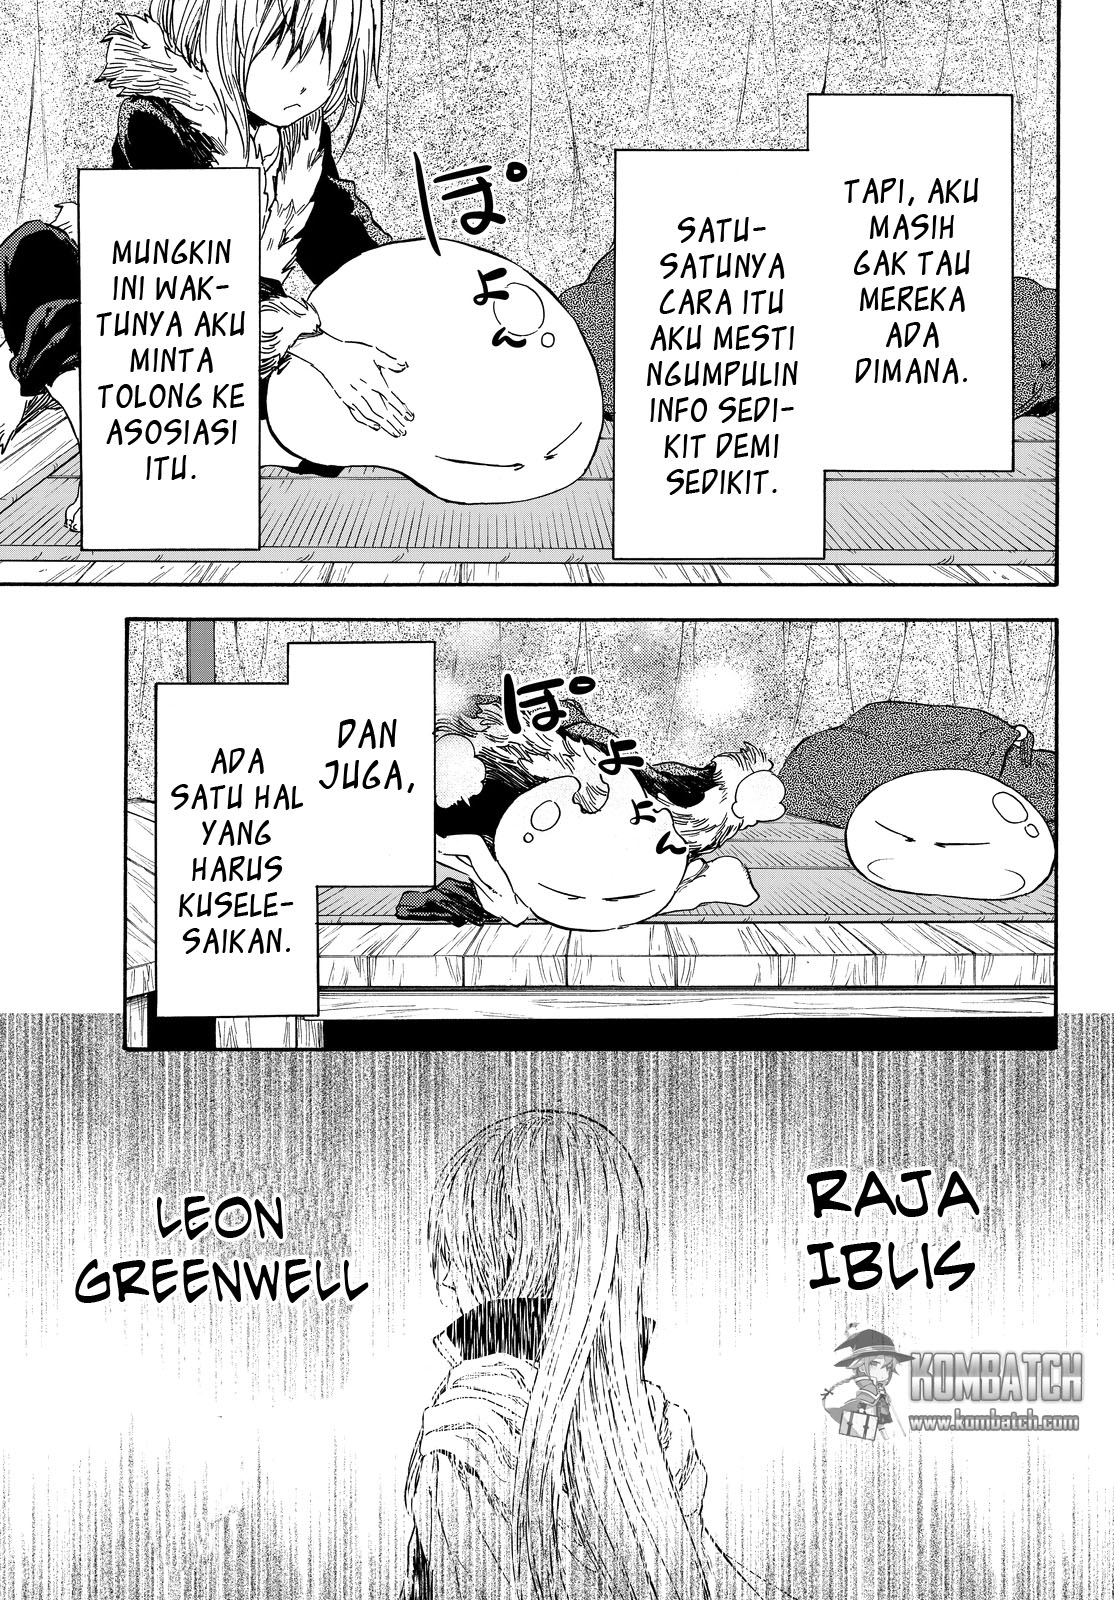 TAPI, AKU
MASIH
GAK TAU
MEREKA
ADA
DIMANA.
SATU-
SATUNYA
CARA ITU
AKU MESTI
NGUMPULIN
INFO SEDI-
KIT DEMI
SEDIKIT.
ぽよよ〜ん
MUNGKIN
INI WAK-
TUNYA AKU
MINTA
TOLONG KE
ASOSIASI
ITU.
ぽよよ〜ん
DAN
JUGA,
ADA
SATU HAL
YANG
HARUS
KUSELE-
SAIKAN.
RAJA
IBLIS
LEON
GREENWELL
KOMBATCH
www.kombatch.com